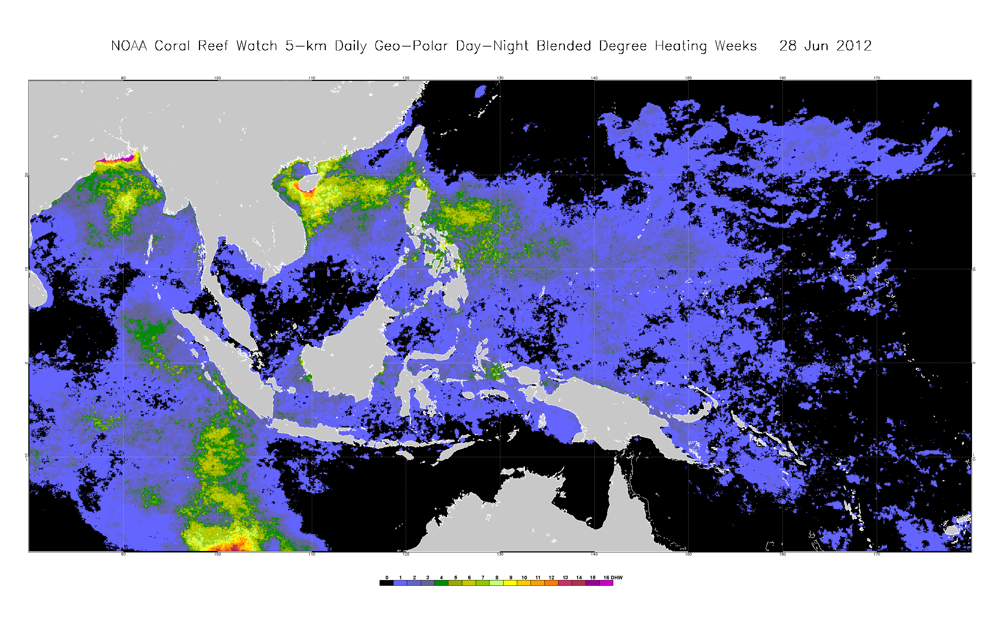 NOAA Coral Reef Watch 5-km Daily Geo-Polar Day-Night Blended Degree Heating Weeks 28 Jun 2012
90 100 110 120 130 140 150 160 170
20 20
10 10
0 0
-10 -10
90 100 110 120 130 140 150 160 170
0 1 2 3 4 5 6 7 8 9 10 11 12 13 14 15 16 DHW